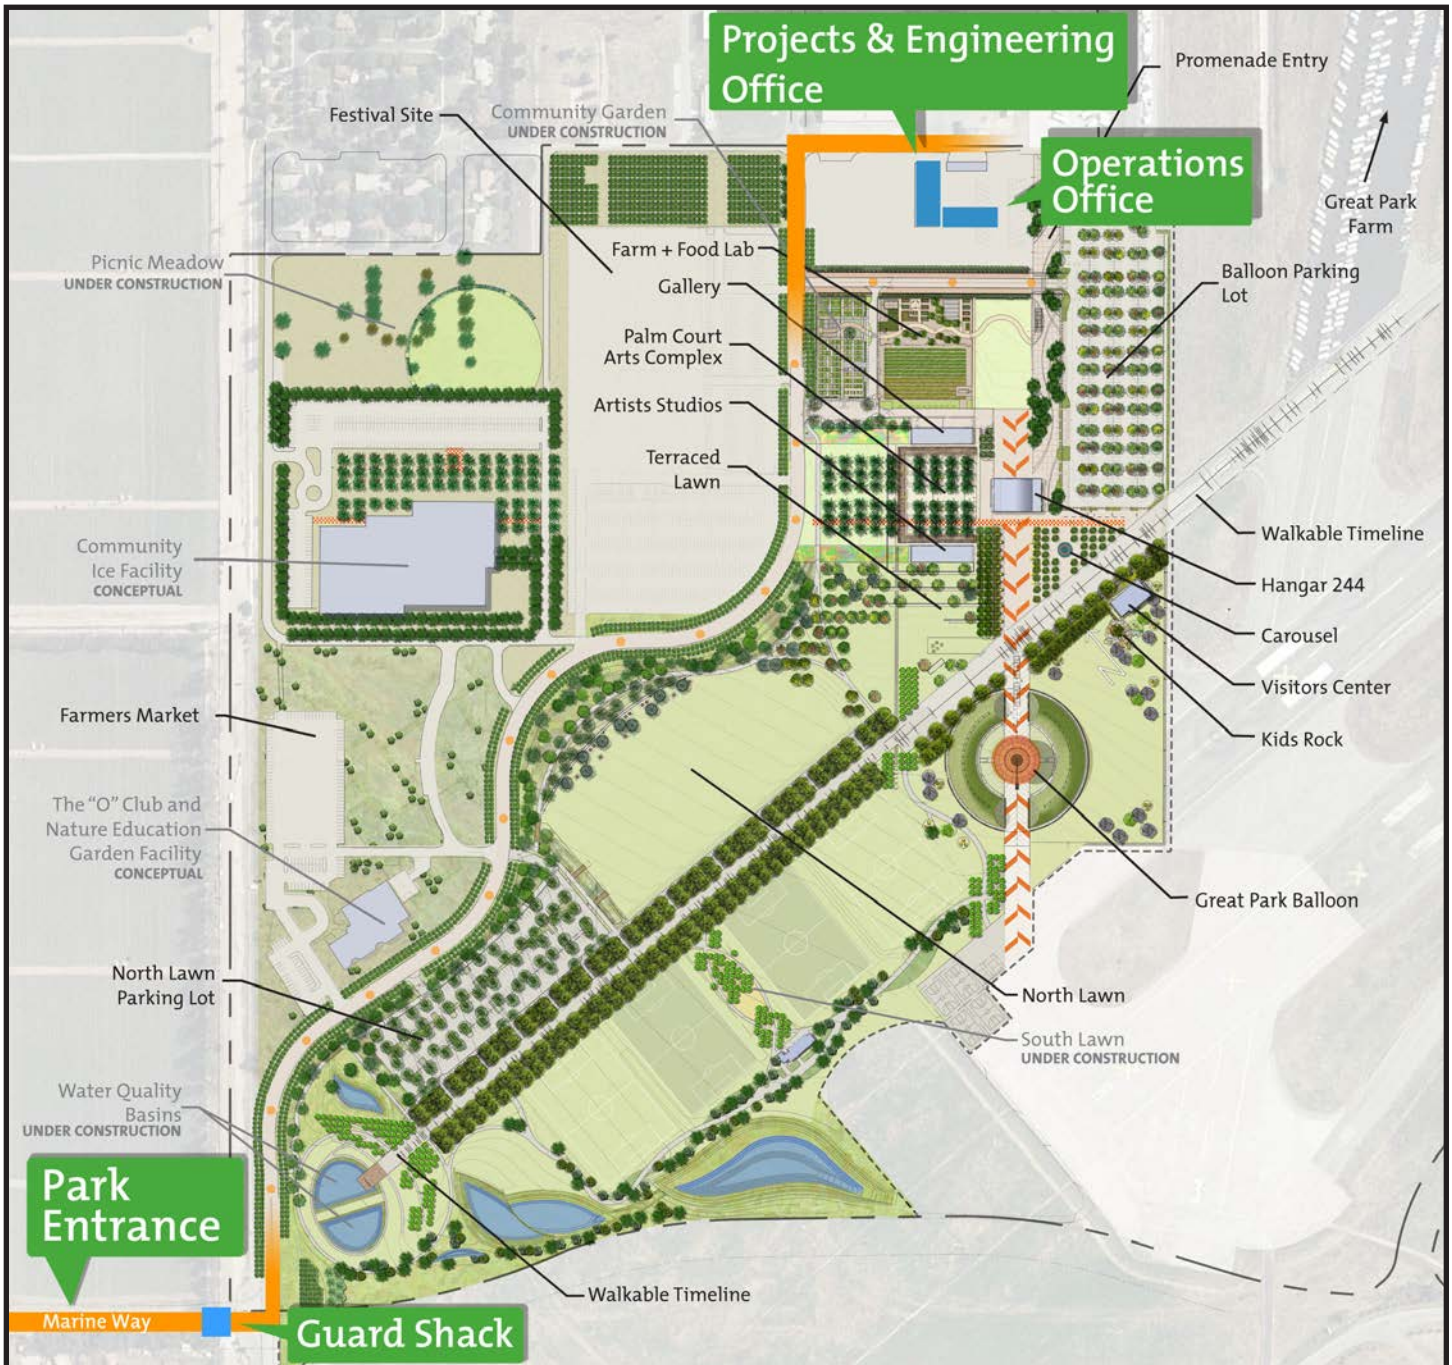 Projects & Engineering
Office
Promenade Entry
Festival Site
Community Garden
UNDER CONSTRUCTION
Operations
Office
Great Park
Farm
Picnic Meadow
UNDER CONSTRUCTION
Farm + Food Lab
Gallery
Balloon Parking
Lot
Palm Court
Arts Complex
Artists Studios
Terraced
Lawn
Community
Ice Facility
CONCEPTUAL
Walkable Timeline
Hangar 244
Carousel
Visitors Center
Kids Rock
Farmers Market
The "O" Club and
Nature Education
Garden Facility
CONCEPTUAL
Great Park Balloon
North Lawn
Parking Lot
North Lawn
South Lawn
UNDER CONSTRUCTION
Water Quality
Basins
UNDER CONSTRUCTION
Park
Entrance
Walkable Timeline
Marine Way
Guard Shack
3